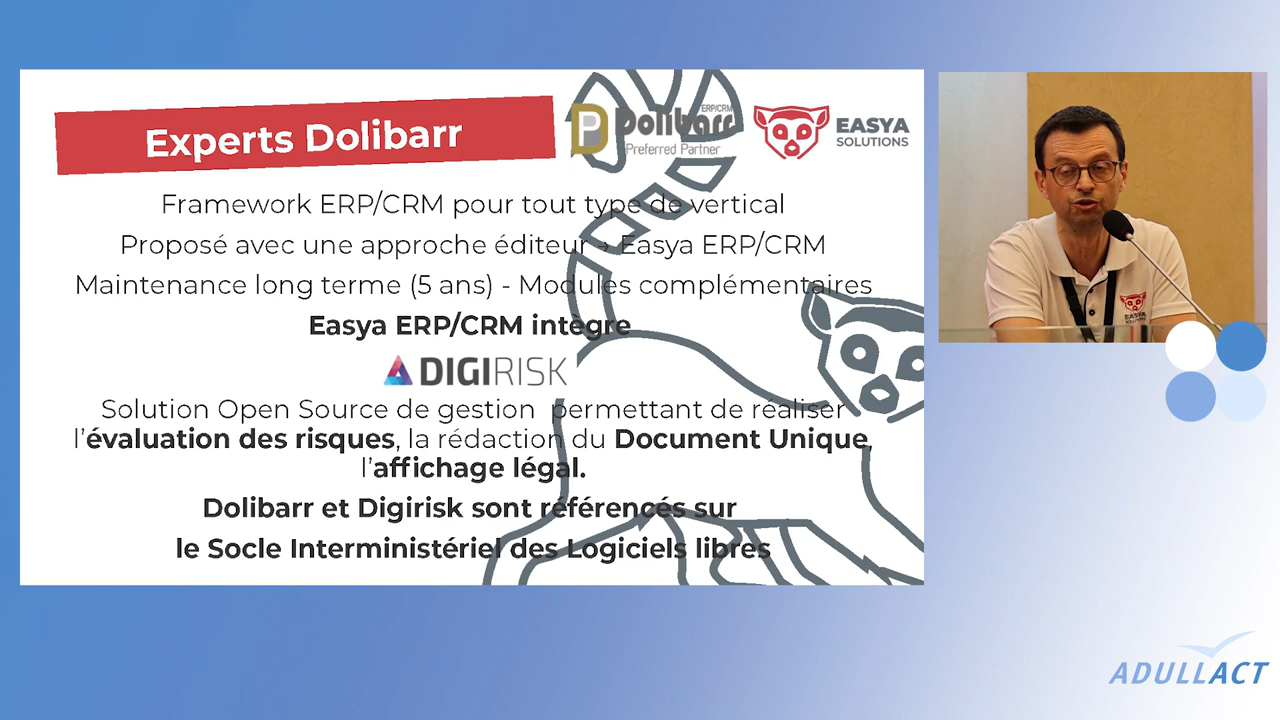 Experts Dolibarr
Dolibarr
ERP/CRM
Preferred Partner
EASYA
SOLUTIONS
Framework ERP/CRM pour tout type de vertical
Proposé avec une approche éditeur → Easya ERP/CRM
Maintenance long terme (5 ans) - Modules complémentaires
Easya ERP/CRM intègre
DIGIRISK
Solution Open Source de gestion permettant de réaliser
l'évaluation des risques, la rédaction du Document Unique,
l'affichage légal.
Dolibarr et Digirisk sont référencés sur
le Socle Interministériel des Logiciels libres
EASYA
SOLUTIONS
ADULLACT